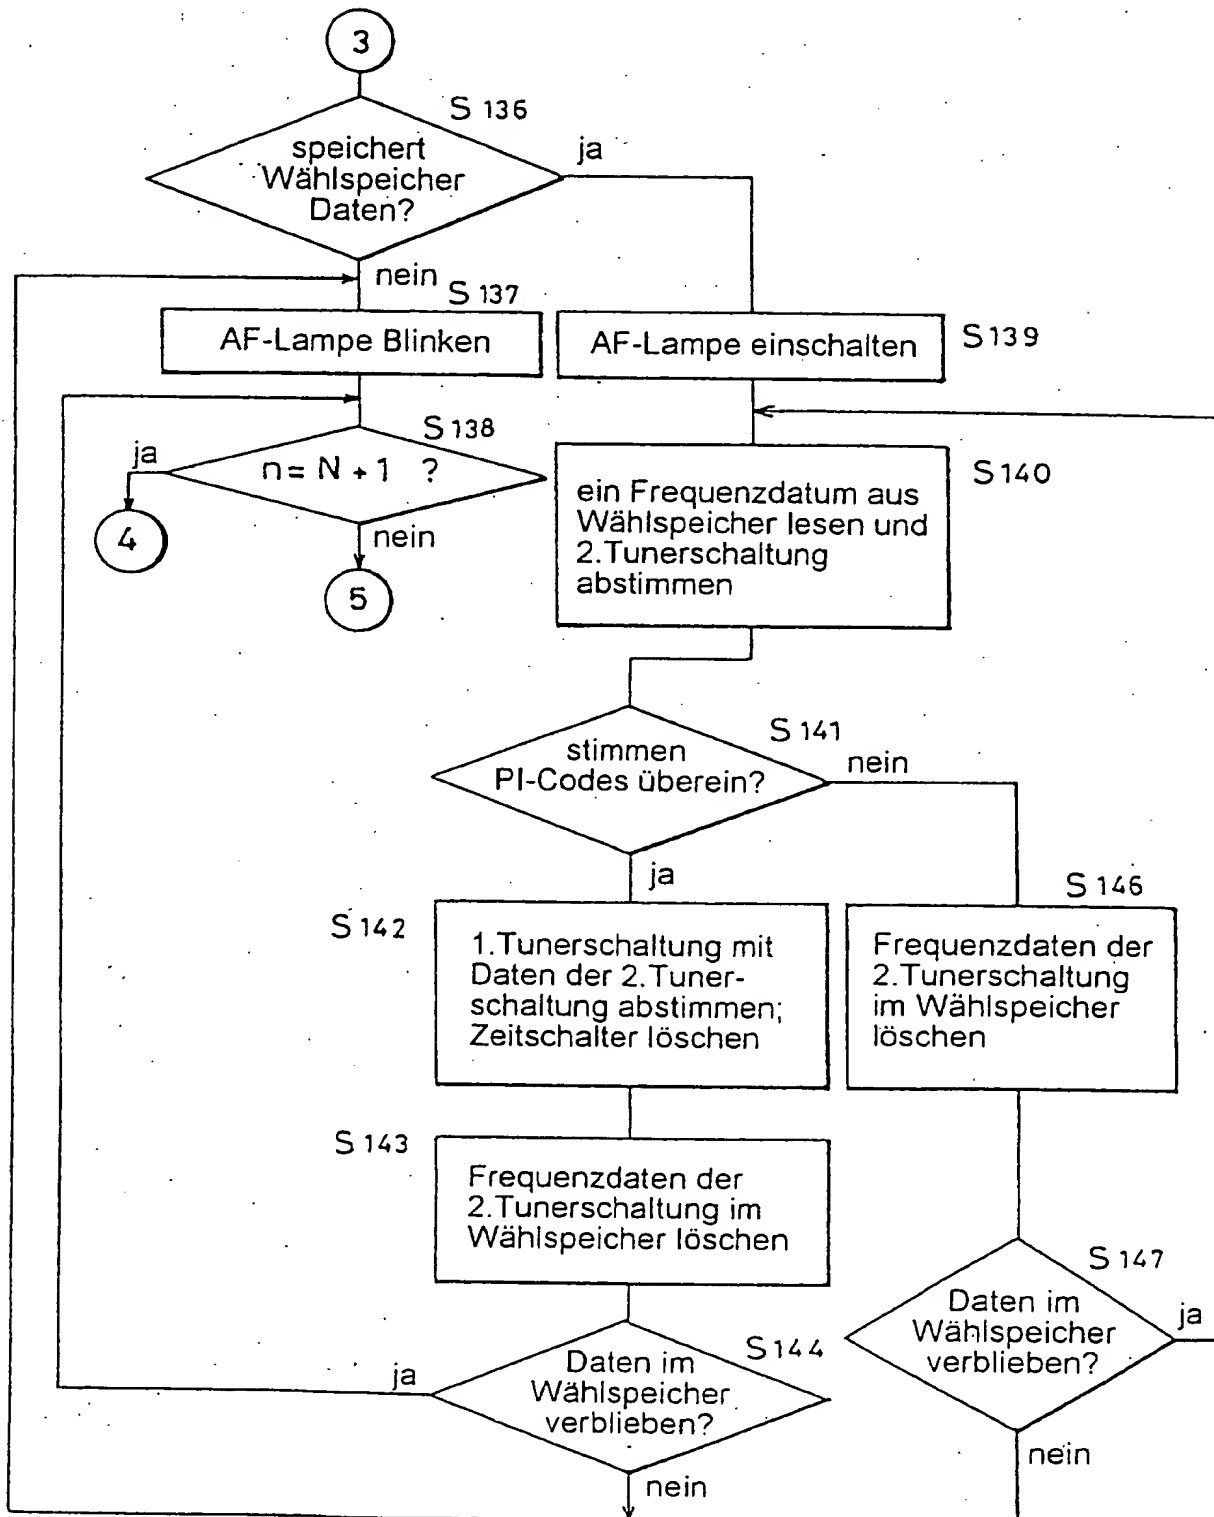 3
S 136
speichert
Wählspeicher
Daten?
ja
nein
S 137
AF-Lampe Blinken
AF-Lampe einschalten
S 139
S 138
ja
n = N + 1 ?
nein
4
5
S 140
ein Frequenzdatum aus
Wählspeicher lesen und
2.Tunerschaltung
abstimmen
S 141
stimmen
PI-Codes überein?
nein
ja
S 142
1.Tunerschaltung mit
Daten der 2.Tuner-
schaltung abstimmen;
Zeitschalter löschen
S 146
Frequenzdaten der
2.Tunerschaltung
im Wählspeicher
löschen
S 143
Frequenzdaten der
2.Tunerschaltung im
Wählspeicher löschen
S 144
Daten im
Wählspeicher
verblieben?
ja
nein
S 147
Daten im
Wählspeicher
verblieben?
ja
nein